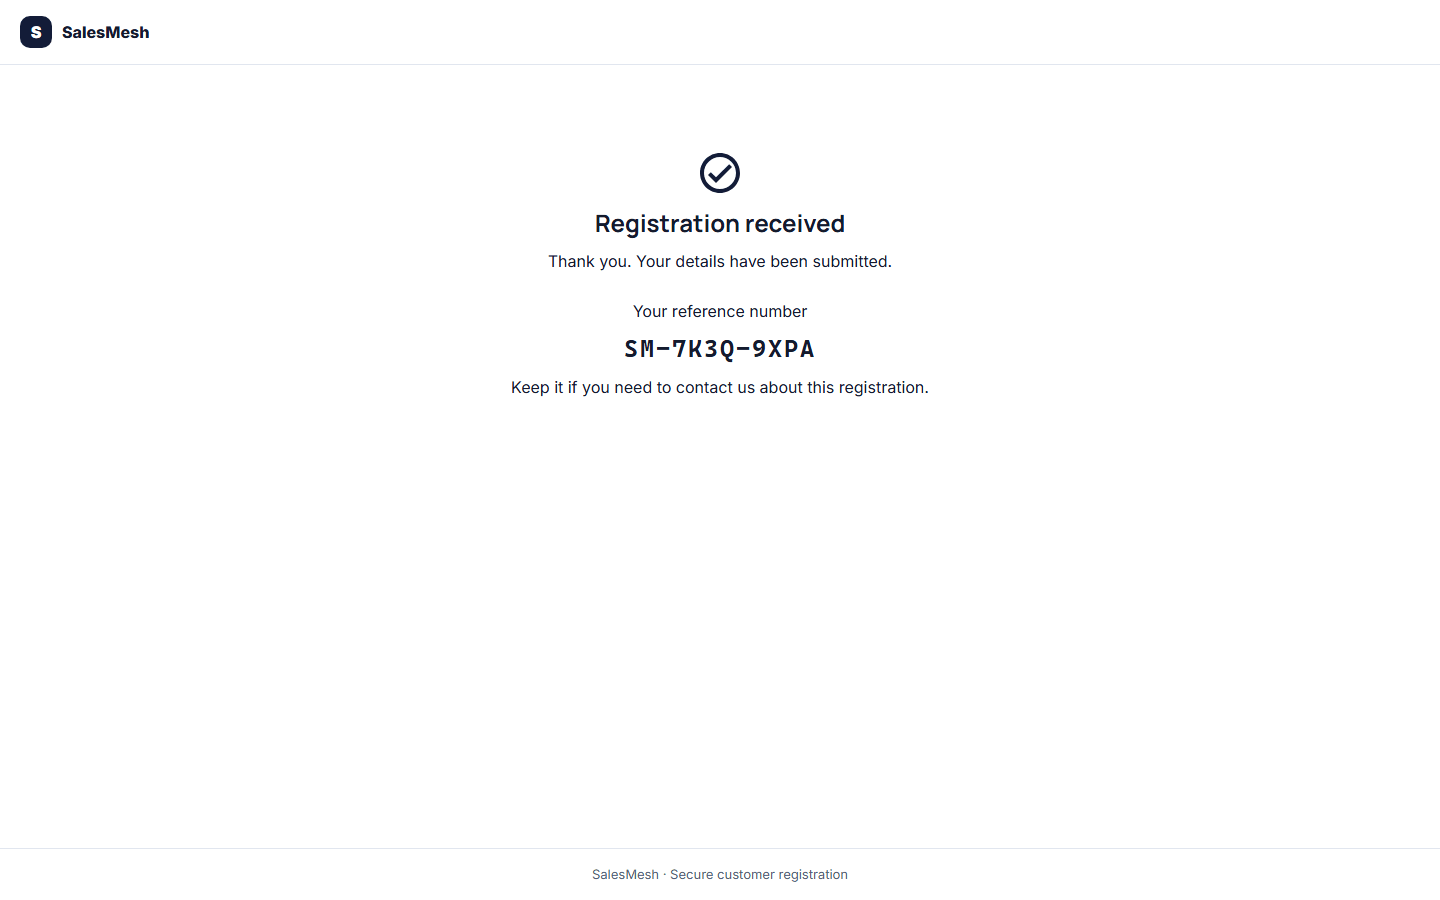 S SalesMesh
Registration received
Thank you. Your details have been submitted.
Your reference number
SM-7K3Q-9XPA
Keep it if you need to contact us about this registration.
SalesMesh · Secure customer registration